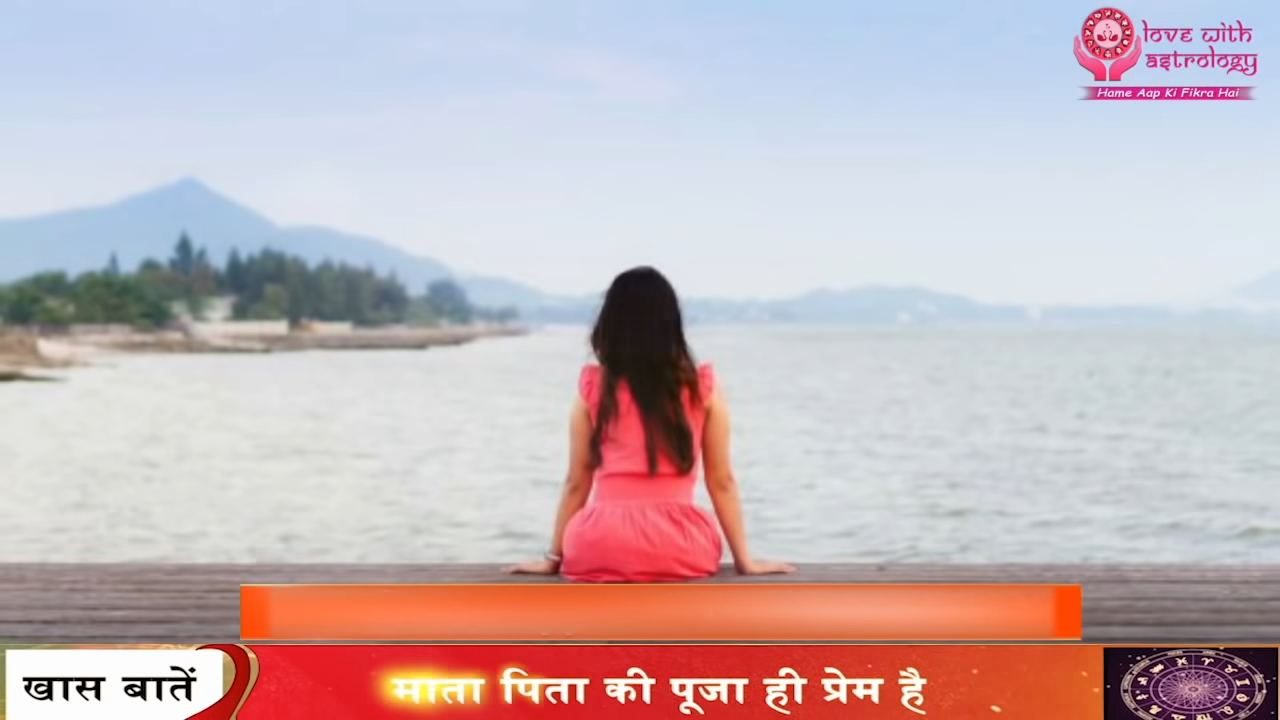 love with
astrology
Hame Aap Ki Fikra Hai
खास बातें
माता पिता की पूजा ही प्रेम है